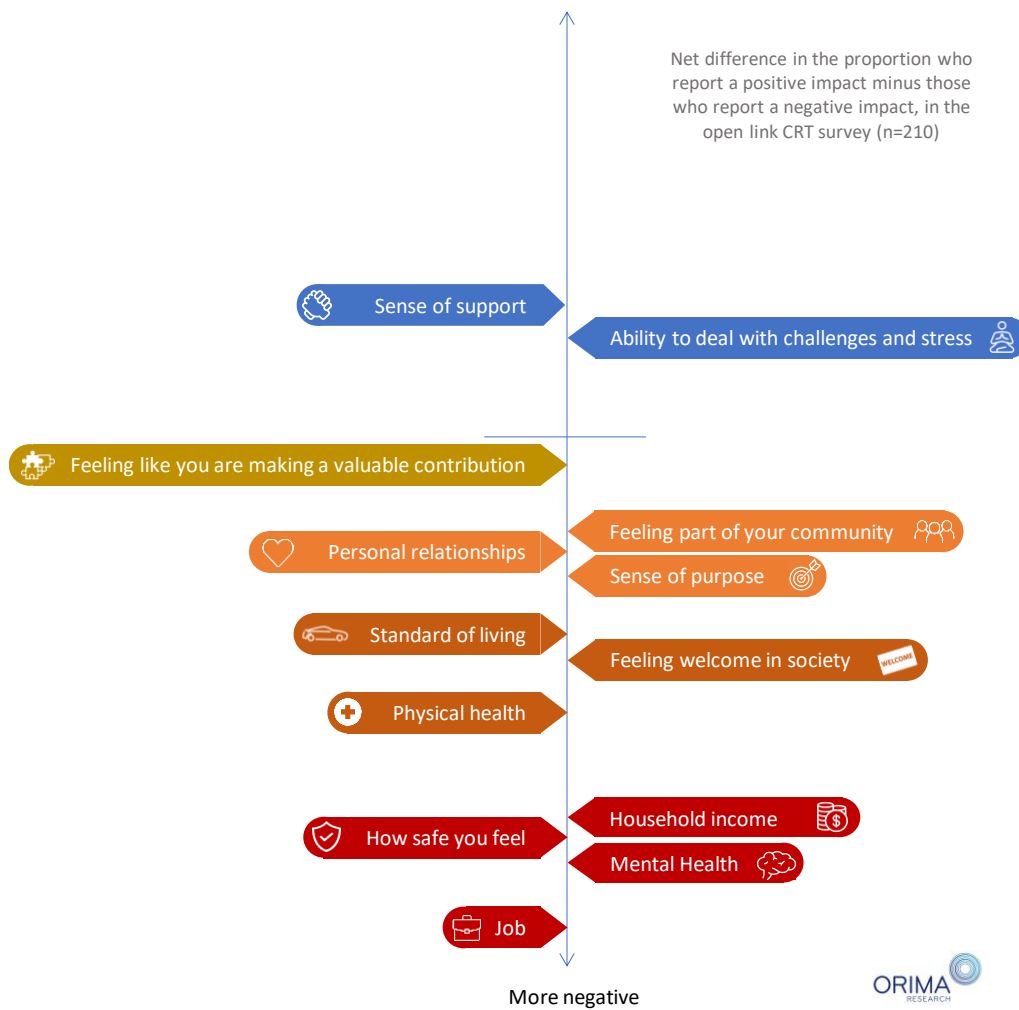 Net difference in the proportion who
report a positive impact minus those
who report a negative impact, in the
open link CRT survey (n=210)
Sense of support
Ability to deal with challenges and stress
Feeling like you are making a valuable contribution
Feeling part of your community
Personal relationships
Sense of purpose
Standard of living
Feeling welcome in society
WELCOME
Physical health
Household income
$
How safe you feel
Mental Health
Job
More negative
ORIMA
RESEARCH